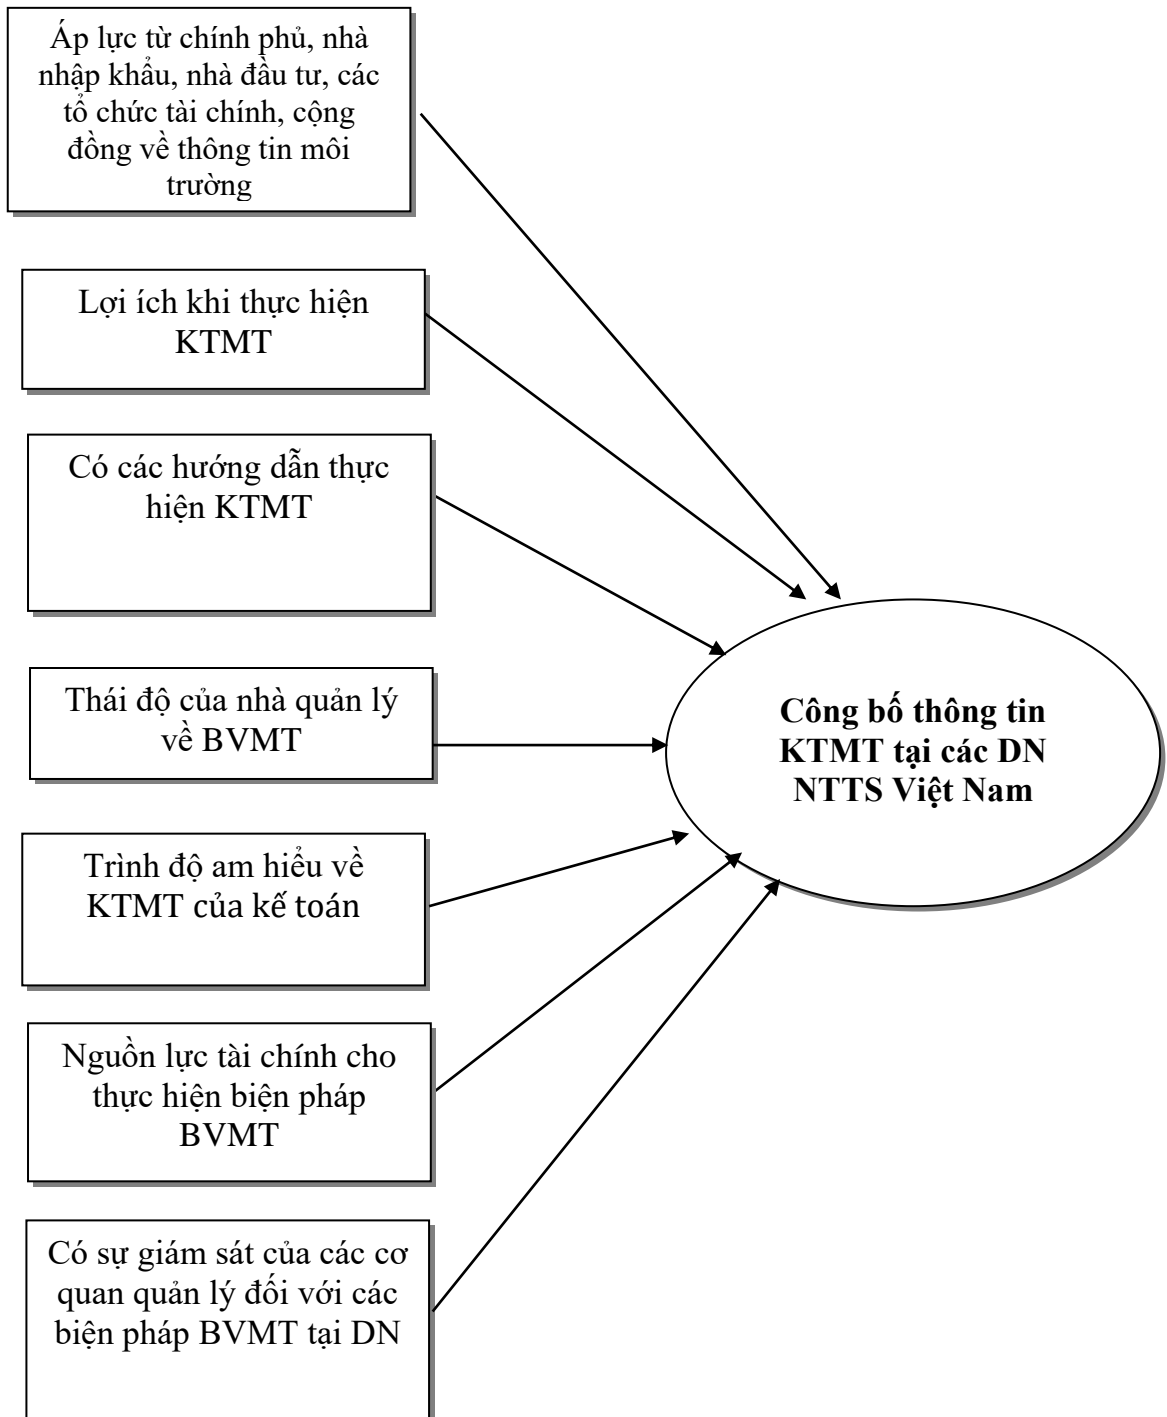 Áp lực từ chính phủ, nhà
nhập khẩu, nhà đầu tư, các
tổ chức tài chính, cộng
đồng về thông tin môi
trường
Lợi ích khi thực hiện
KTMT
Có các hướng dẫn thực
hiện KTMT
Thái độ của nhà quản lý
về BVMT
Công bố thông tin
KTMT tại các DN
NTTS Việt Nam
Trình độ am hiểu về
KTMT của kế toán
Nguồn lực tài chính cho
thực hiện biện pháp
BVMT
Có sự giám sát của các cơ
quan quản lý đối với các
biện pháp BVMT tại DN